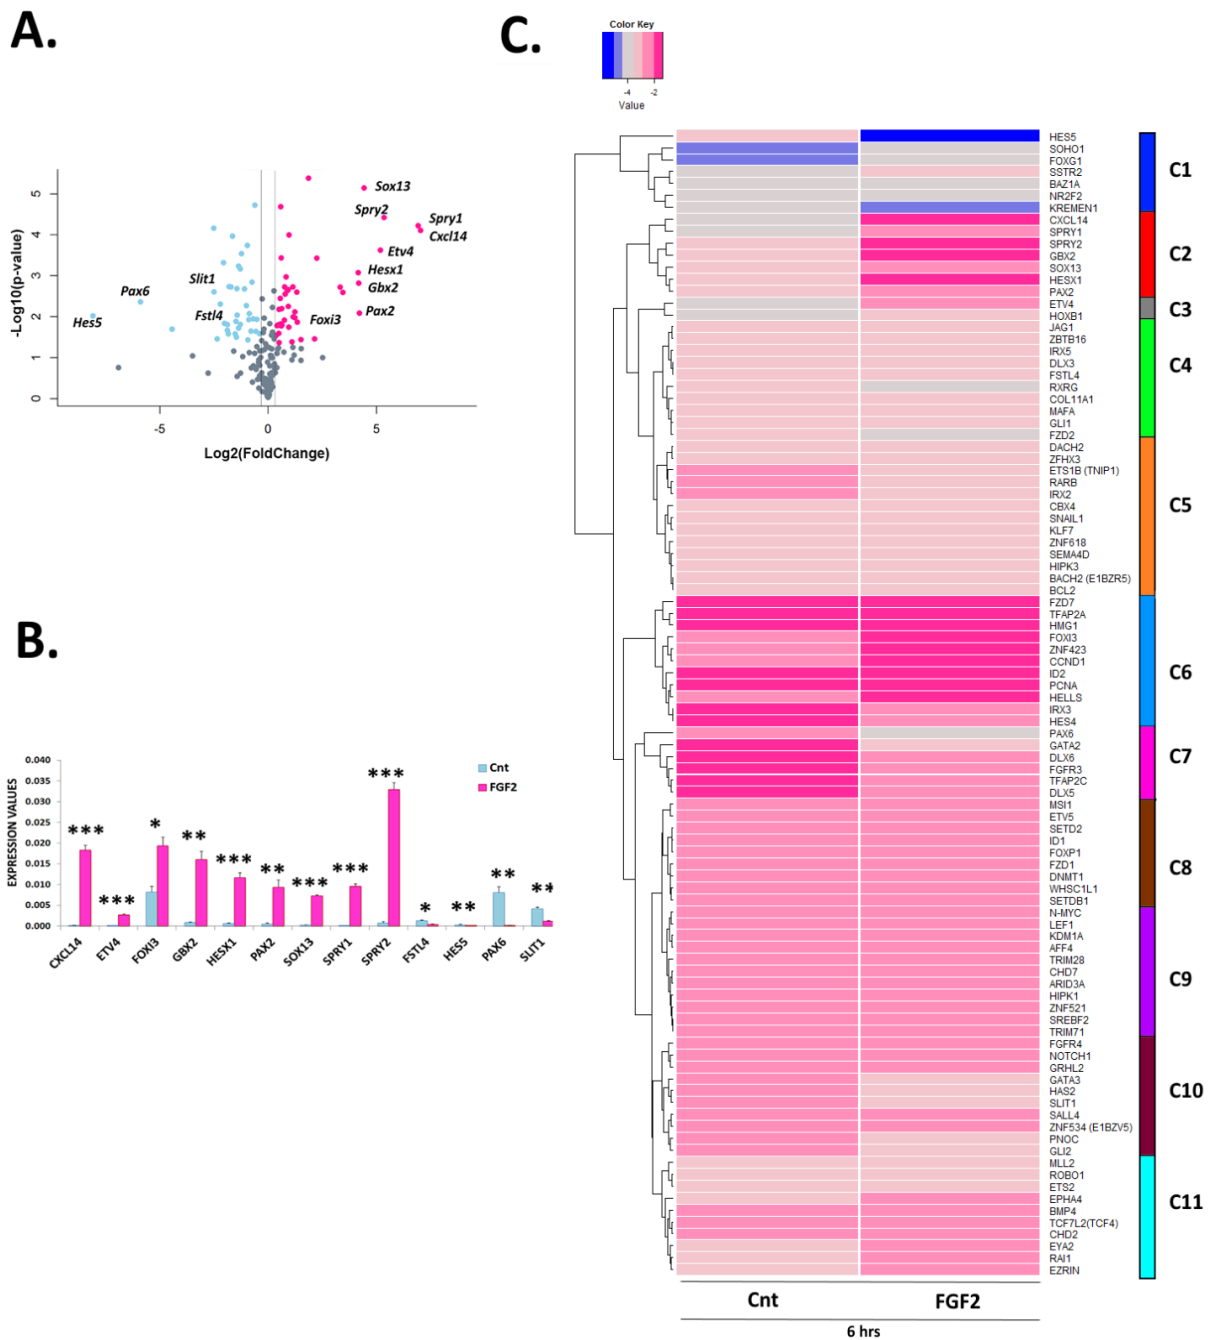 A.
-Log10(p-value)
5
4
3
2
1
0
-5
0
5
Log2(FoldChange)
Sox13
Spry2
Spry1
Cxcl14
Etv4
Slit1
Hesx1
Gbx2
Pax6
Hes5
Fstl4
Foxi3
Pax2
B.
EXPRESSION VALUES
0.040
0.035
0.030
0.025
0.020
0.015
0.010
0.005
0.000
Cnt
FGF2
***
***
*
**
***
**
***
***
***
*
**
**
**
CXCL14
ETV4
FOXI3
GBX2
HESX1
PAX2
SOX13
SPRY1
SPRY2
FSTL4
HES5
PAX6
SLIT1
C.
Color Key
-4 -2
Value
HES5
SOHO1
FOXG1
SSTR2
BAZ1A
NR2F2
KREMEN1
CXCL14
SPRY1
SPRY2
GBX2
SOX13
HESX1
PAX2
ETV4
HOXB1
JAG1
ZBTB16
IRX5
DLX3
FSTL4
RXRG
COL11A1
MAFA
GLI1
FZD2
DACH2
ZFHX3
ETS1B (TNIP1)
RARB
IRX2
CBX4
SNAIL1
KLF7
ZNF618
SEMA4D
HIPK3
BACH2 (E1BZR5)
BCL2
FZD7
TFAP2A
HMG1
FOXI3
ZNF423
CCND1
ID2
PCNA
HELLS
IRX3
HES4
PAX6
GATA2
DLX6
FGFR3
TFAP2C
DLX5
MSI1
ETV5
SETD2
ID1
FOXP1
FZD1
DNMT1
WHSC1L1
SETDB1
N-MYC
LEF1
KDM1A
AFF4
TRIM28
CHD7
ARID3A
HIPK1
ZNF521
SREBF2
TRIM71
FGFR4
NOTCH1
GRHL2
GATA3
HAS2
SLIT1
SALL4
ZNF534 (E1BZV5)
PNOC
GLI2
MLL2
ROBO1
ETS2
EPHA4
BMP4
TCF7L2(TCF4)
CHD2
EYA2
RAI1
EZRIN
C1
C2
C3
C4
C5
C6
C7
C8
C9
C10
C11
Cnt
FGF2
6 hrs